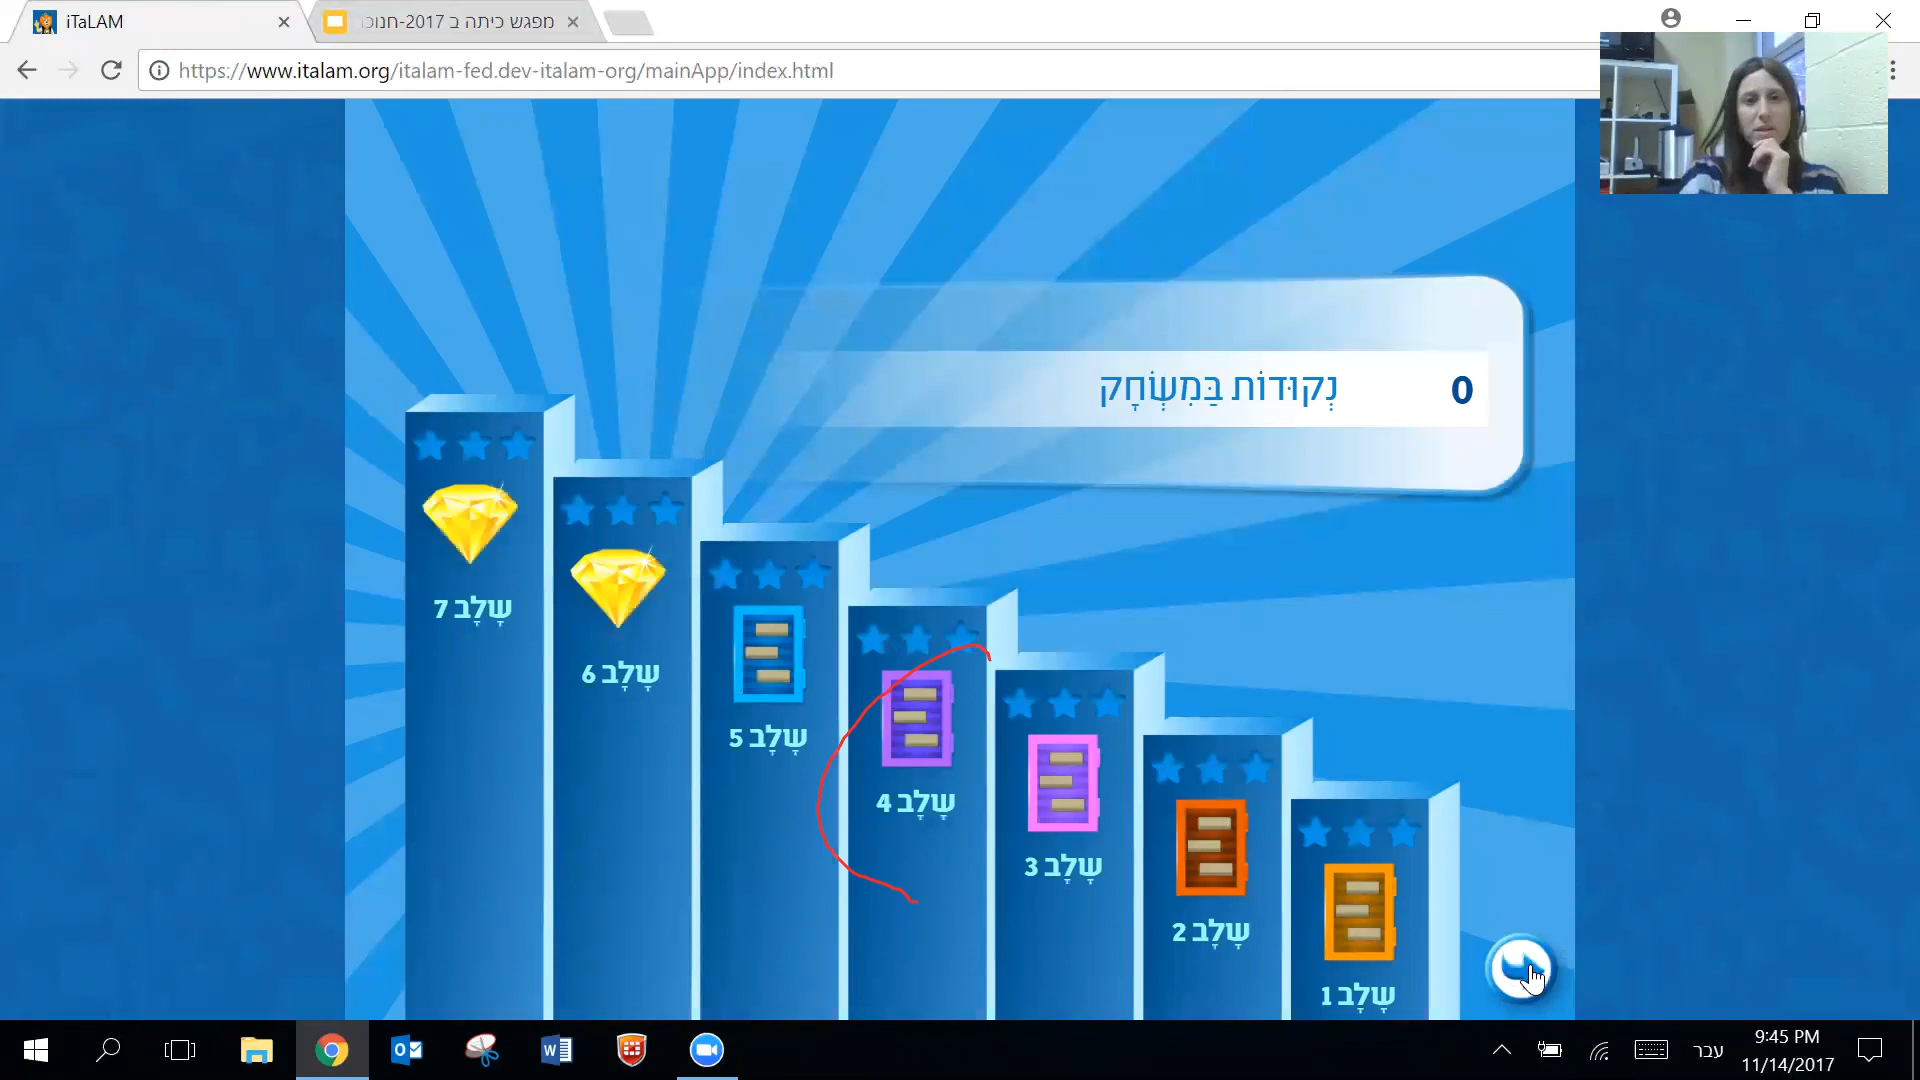 iTaLAM
מפגש כיתה ב 2017-חנוכ
https://www.italam.org/italam-fed.dev-italam-org/mainApp/index.html
0 נְקוּדוֹת בַּמִשְׂחָק
שָלָב 7
שָלָב 6
שָלָב 5
שָלָב 4
שָלָב 3
שָלָב 2
שָלָב 1
עבר
9:45 PM
11/14/2017